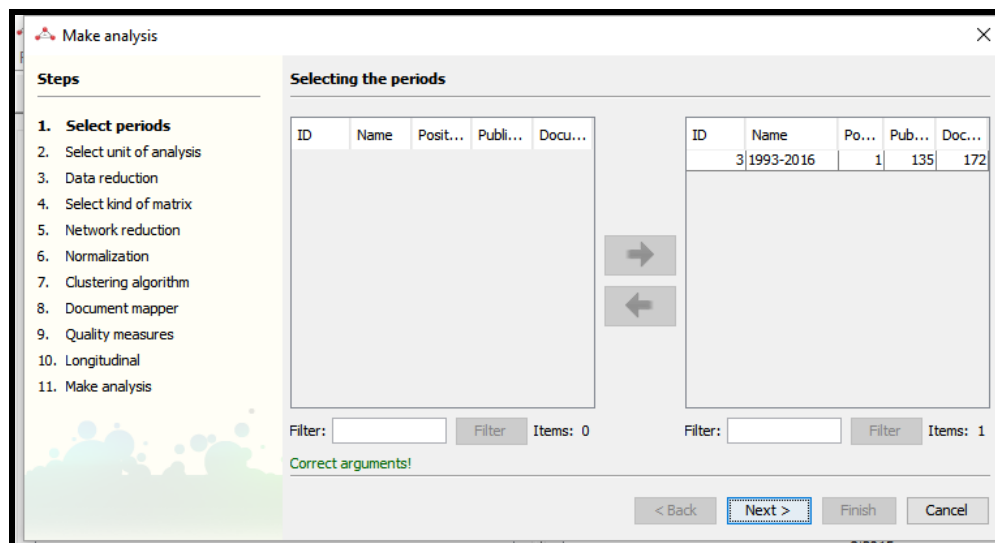 Make analysis
Steps
1. Select periods
2. Select unit of analysis
3. Data reduction
4. Select kind of matrix
5. Network reduction
6. Normalization
7. Clustering algorithm
8. Document mapper
9. Quality measures
10. Longitudinal
11. Make analysis
Selecting the periods
ID Name Posit... Publi... Docu...
Filter: Filter Items: 0
ID Name Po... Pub... Doc...
3 1993-2016 1 135 172
Filter: Filter Items: 1
Correct arguments!
< Back Next > Finish Cancel